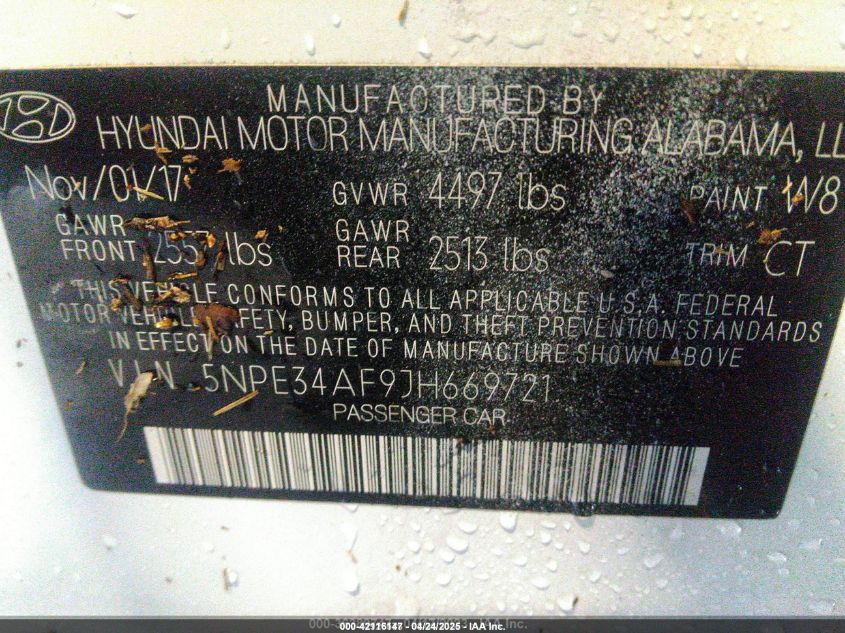 MANUFACTURED BY
HYUNDAI MOTOR MANUFACTURING ALABAMA, LL
Nov/01/17 GVWR 4497 lbs PAINT W8
GAWR FRONT 2557 lbs GAWR REAR 2513 lbs TRIM CT
THIS VEHICLE CONFORMS TO ALL APPLICABLE U.S.A. FEDERAL
MOTOR VEHICLE SAFETY, BUMPER, AND THEFT PREVENTION STANDARDS
IN EFFECT ON THE DATE OF MANUFACTURE SHOWN ABOVE
V.I.N. 5NPE34AF9JH669721
PASSENGER CAR
000-42116147 - 04/24/2025 - IAA Inc.